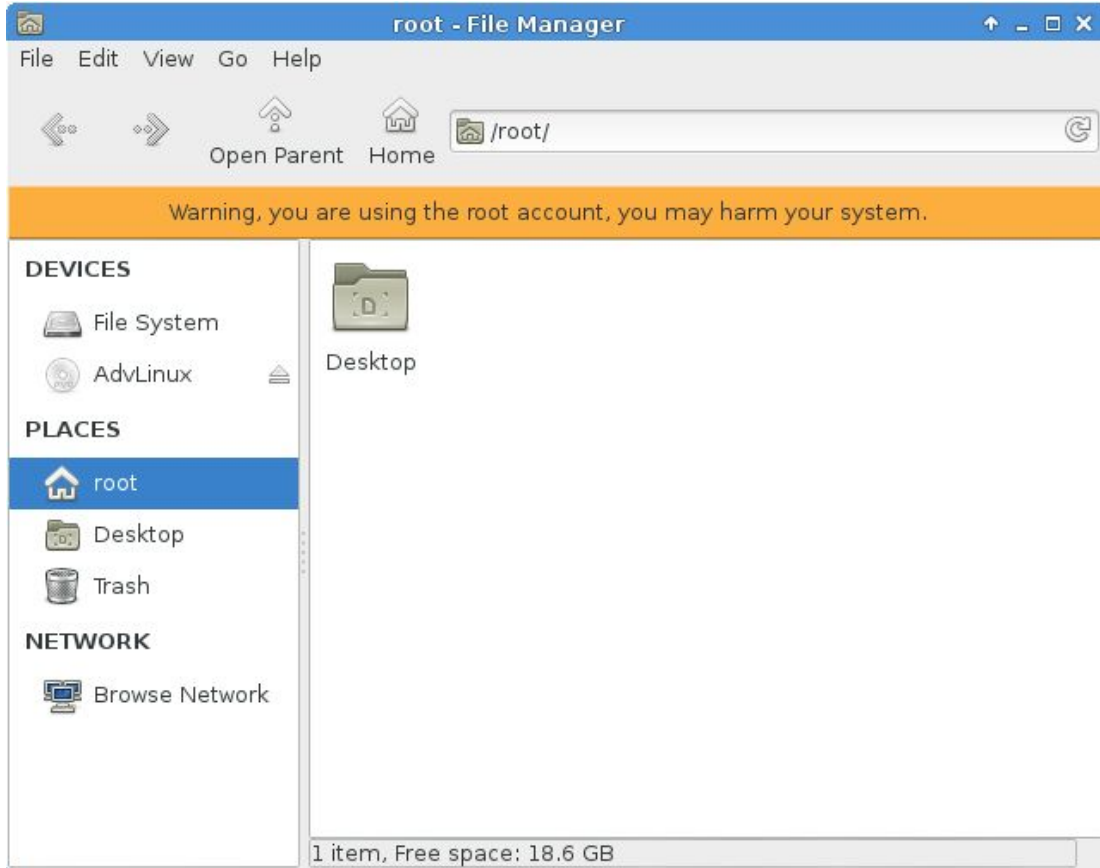 root - File Manager
File Edit View Go Help
Open Parent Home /root/
Warning, you are using the root account, you may harm your system.
DEVICES
File System
AdvLinux
PLACES
root
Desktop
Trash
NETWORK
Browse Network
Desktop
1 item, Free space: 18.6 GB